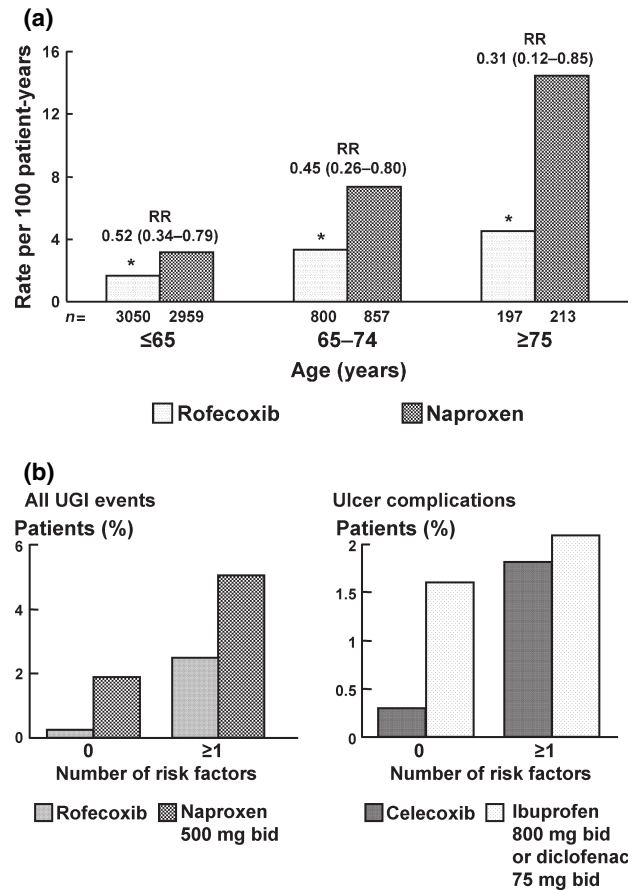 (a)
Rate per 100 patient-years
16
12
8
4
0
RR
0.52 (0.34–0.79)
*
RR
0.45 (0.26–0.80)
*
RR
0.31 (0.12–0.85)
*
n= 3050 2959 800 857 197 213
≤65 65–74 ≥75
Age (years)
Rofecoxib Naproxen
(b)
All UGI events
Patients (%)
6
4
2
0
0 ≥1
Number of risk factors
Rofecoxib Naproxen
500 mg bid
Ulcer complications
Patients (%)
2
1.5
1
0.5
0
0 ≥1
Number of risk factors
Celecoxib Ibuprofen
800 mg bid
or diclofenac
75 mg bid